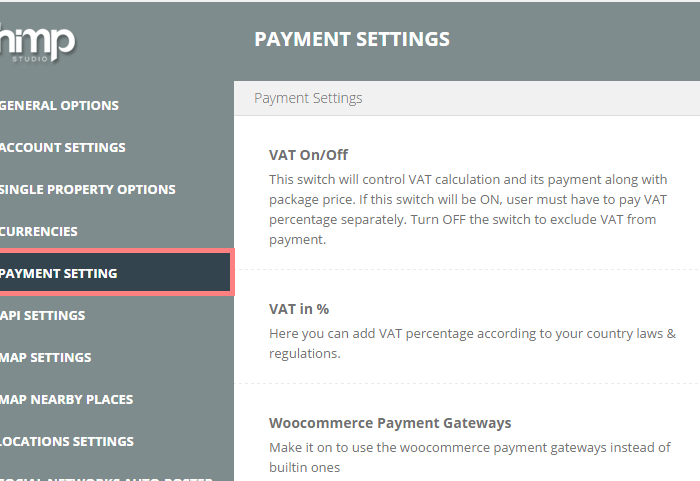 himp
STUDIO
PAYMENT SETTINGS
GENERAL OPTIONS
ACCOUNT SETTINGS
SINGLE PROPERTY OPTIONS
CURRENCIES
PAYMENT SETTING
API SETTINGS
MAP SETTINGS
MAP NEARBY PLACES
LOCATIONS SETTINGS
SOCIAL NETWORKS AUTO POSTER
Payment Settings
VAT On/Off
This switch will control VAT calculation and its payment along with
package price. If this switch will be ON, user must have to pay VAT
percentage separately. Turn OFF the switch to exclude VAT from
payment.
VAT in %
Here you can add VAT percentage according to your country laws &
regulations.
Woocommerce Payment Gateways
Make it on to use the woocommerce payment gateways instead of
builtin ones